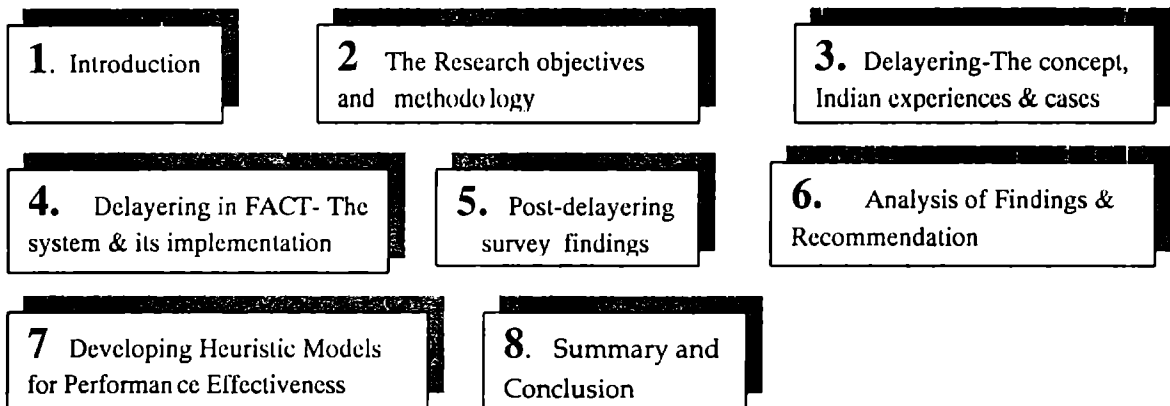 1. Introduction
2 The Research objectives
and methodology
3. Delayering-The concept,
Indian experiences & cases
4. Delayering in FACT- The
system & its implementation
5. Post-delayering
survey findings
6. Analysis of Findings &
Recommendation
7 Developing Heuristic Models
for Performance Effectiveness
8. Summary and
Conclusion